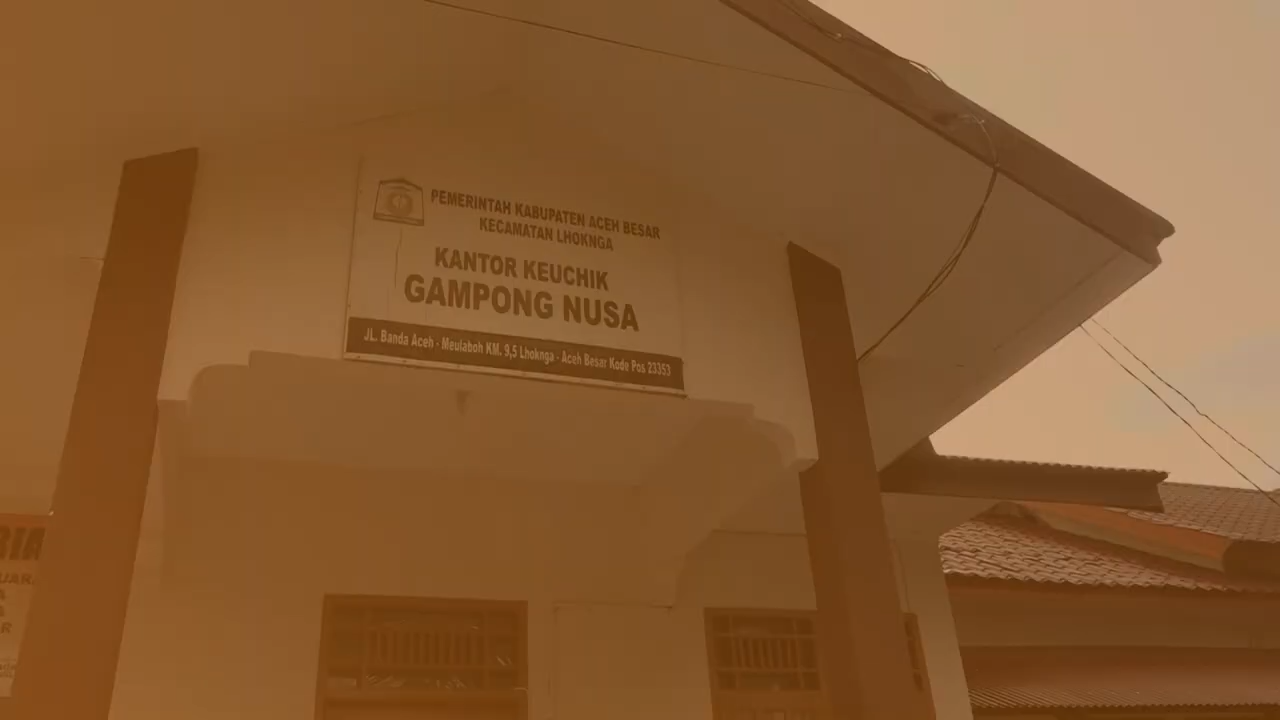 PEMERINTAH KABUPATEN ACEH BESAR
KECAMATAN LHOKNGA
KANTOR KEUCHIK
GAMPONG NUSA
JL. Banda Aceh - Meulaboh KM. 9,5 Lhoknga - Aceh Besar Kode Pos 23353